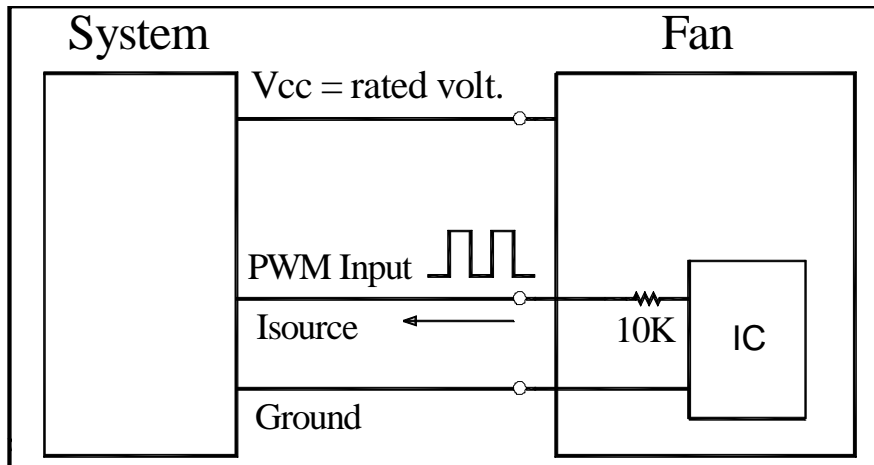 System
Fan
Vcc = rated volt.
PWM Input
Isource
10K
IC
Ground